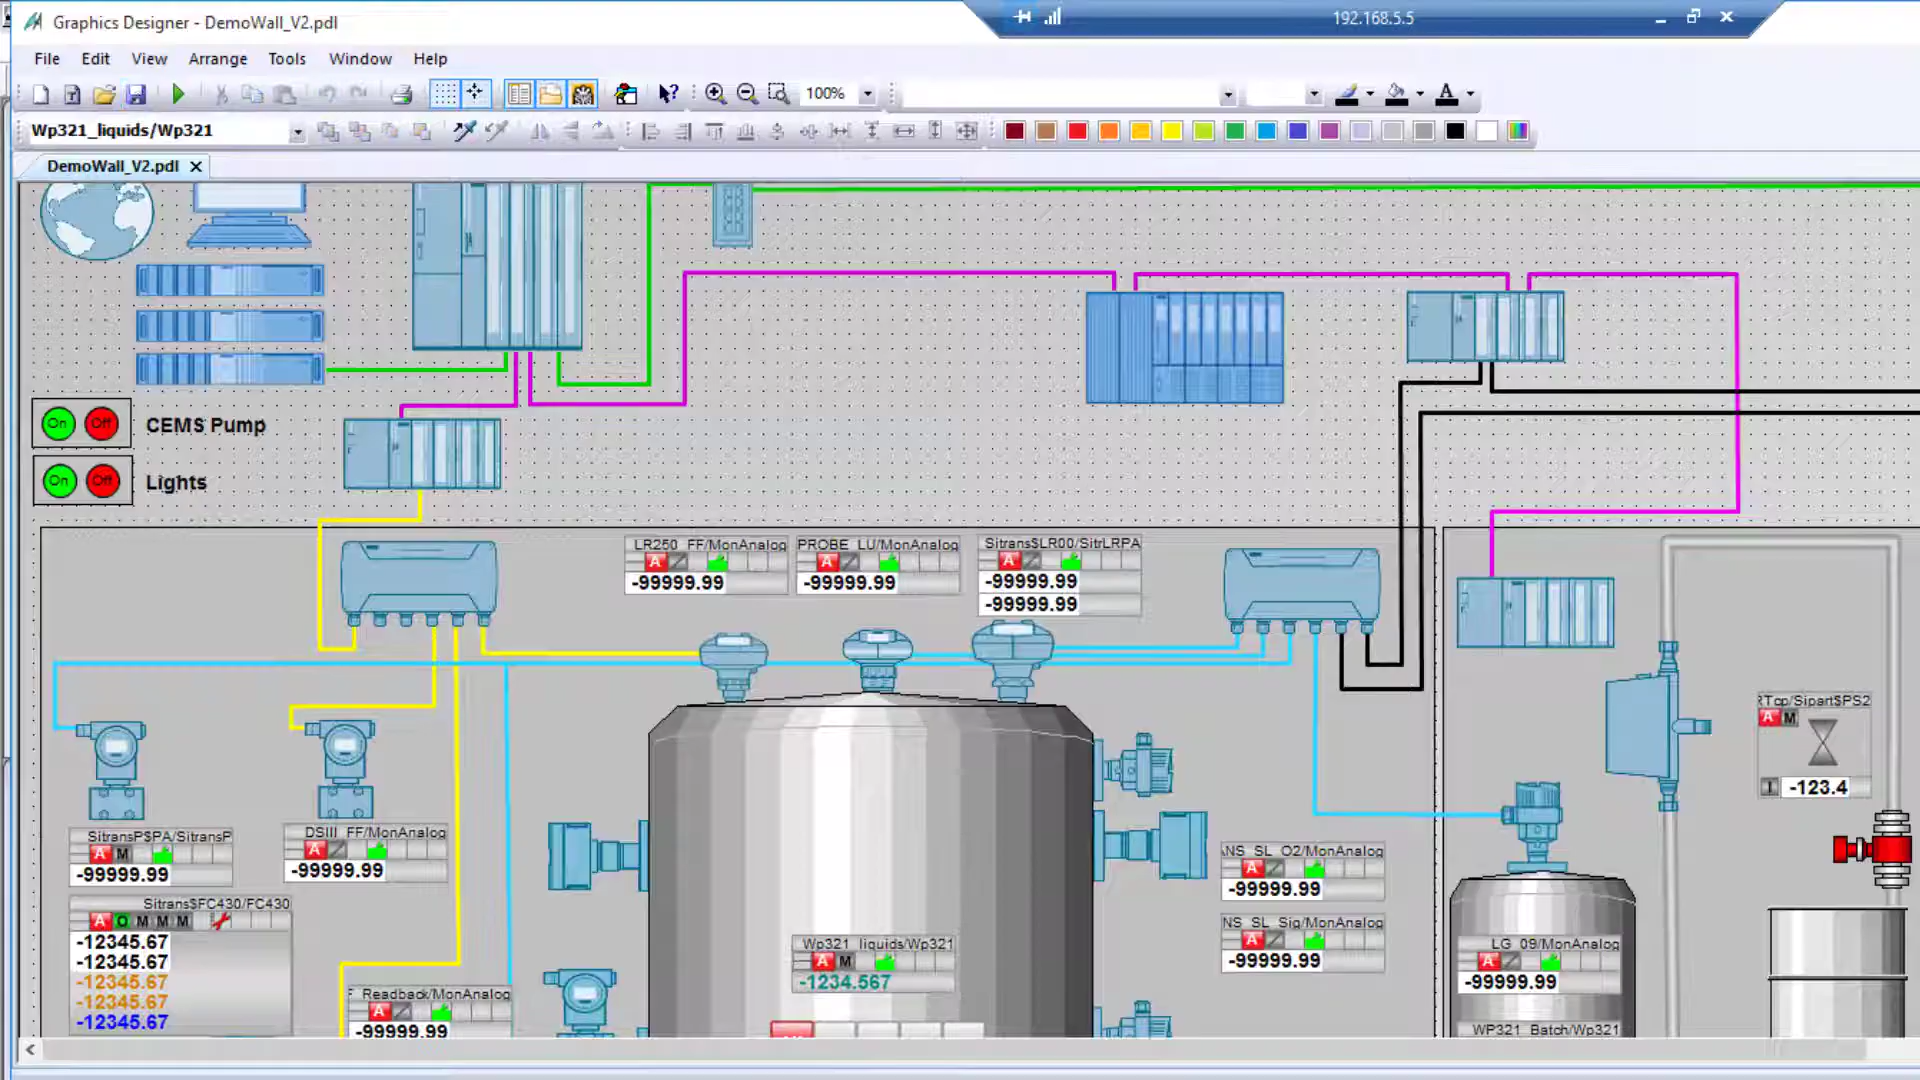 Graphics Designer - DemoWall_V2.pdl
192.168.5.5
File Edit View Arrange Tools Window Help
100%
Wp321_liquids/Wp321
DemoWall_V2.pdl
On Off CEMS Pump
On Off Lights
LR250_FF/MonAnalog
A
-99999.99
PROBE_LU/MonAnalog
A
-99999.99
Sitrans$LR00/SitrLRPA
A
-99999.99
-99999.99
RTcp/Sipart$PS2
A M
I -123.4
SitransP$PA/SitransP
A M
-99999.99
DSIII_FF/MonAnalog
A
-99999.99
NS_SL_O2/MonAnalog
A
-99999.99
Sitrans$FC430/FC430
A O M M M
-12345.67
-12345.67
-12345.67
-12345.67
-12345.67
NS_SL_Sig/MonAnalog
A
-99999.99
Wp321_liquids/Wp321
A M
-1234.567
LG_09/MonAnalog
A
-99999.99
F_Readback/MonAnalog
A
-99999.99
WP321_Batch/Wp321